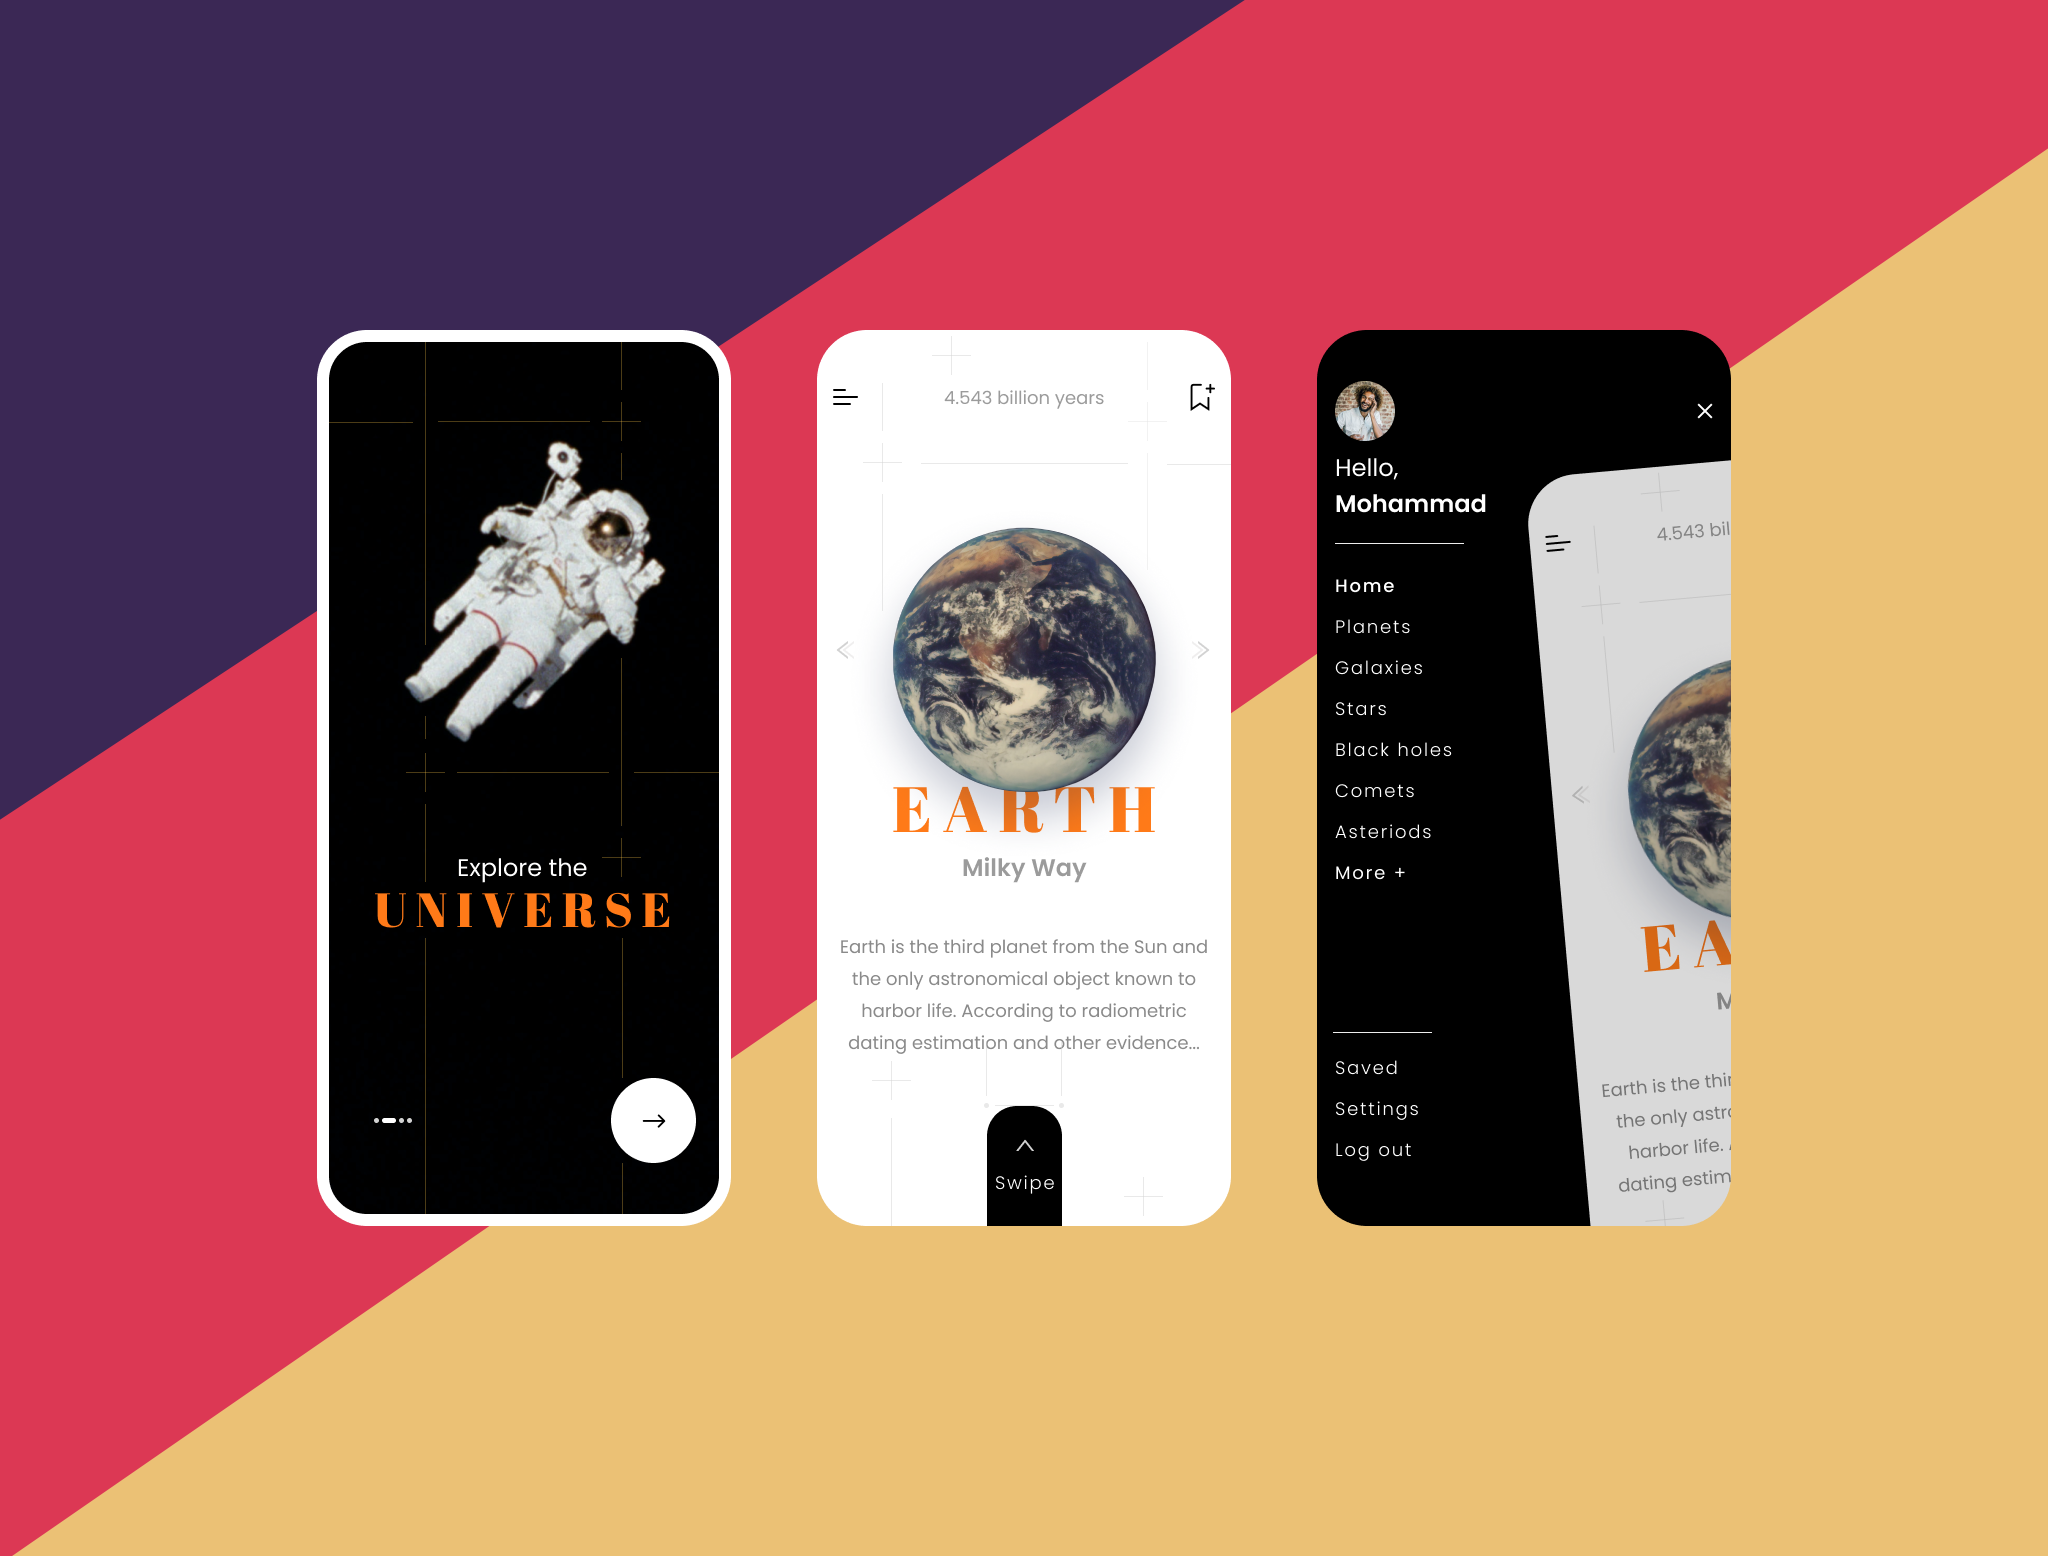 Explore the
UNIVERSE
4.543 billion years
EARTH
Milky Way
Earth is the third planet from the Sun and
the only astronomical object known to
harbor life. According to radiometric
dating estimation and other evidence...
Swipe
Hello,
Mohammad
Home
Planets
Galaxies
Stars
Black holes
Comets
Asteriods
More +
Saved
Settings
Log out
4.543 bil
EA
M
Earth is the thir
the only astro
harbor life. A
dating estim